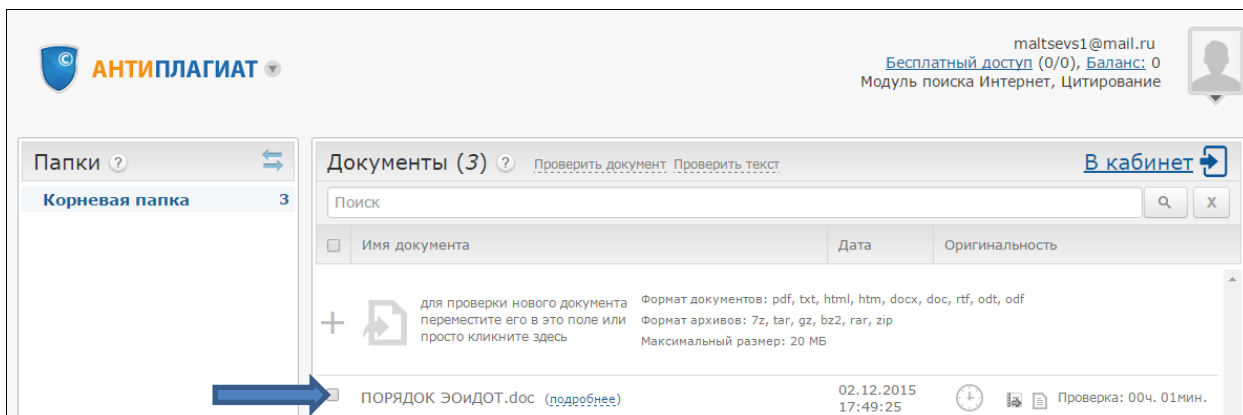 maltsevs1@mail.ru
АНТИПЛАГИАТ
Бесплатный доступ (0/0), Баланс: 0
Модуль поиска Интернет, Цитирование
Папки ?
Документы (3) ? Проверить документ Проверить текст В кабинет
Корневая папка 3
Поиск X
Имя документа Дата Оригинальность
для проверки нового документа
переместите его в это поле или
просто кликните здесь
Формат документов: pdf, txt, html, htm, docx, doc, rtf, odt, odf
Формат архивов: 7z, tar, gz, bz2, rar, zip
Максимальный размер: 20 МБ
ПОРЯДОК ЭОиДОТ.doc (подробнее)
02.12.2015
17:49:25
Проверка: 00ч. 01мин.